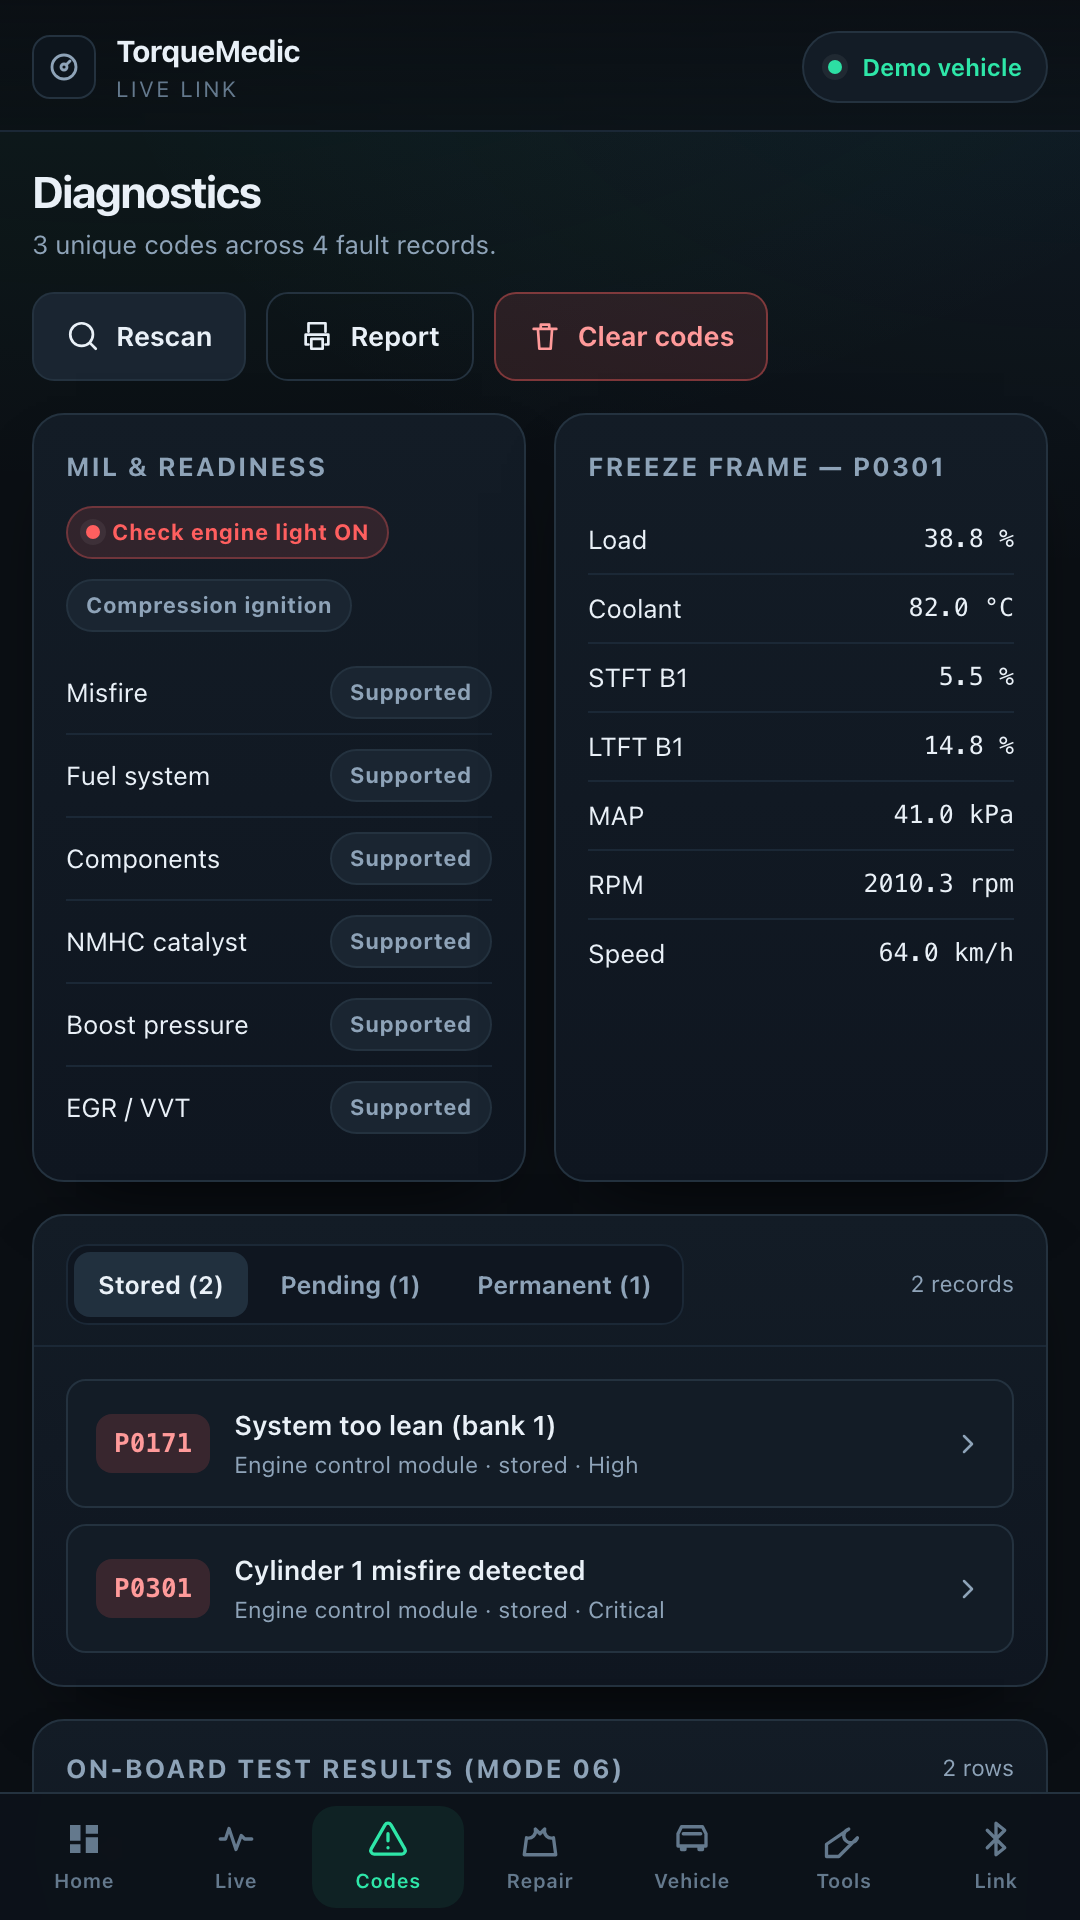 TorqueMedic
LIVE LINK
Demo vehicle
Diagnostics
3 unique codes across 4 fault records.
Rescan
Report
Clear codes
MIL & READINESS
Check engine light ON
Compression ignition
Misfire Supported
Fuel system Supported
Components Supported
NMHC catalyst Supported
Boost pressure Supported
EGR / VVT Supported
FREEZE FRAME — P0301
Load 38.8 %
Coolant 82.0 °C
STFT B1 5.5 %
LTFT B1 14.8 %
MAP 41.0 kPa
RPM 2010.3 rpm
Speed 64.0 km/h
Stored (2) Pending (1) Permanent (1) 2 records
P0171
System too lean (bank 1)
Engine control module · stored · High
P0301
Cylinder 1 misfire detected
Engine control module · stored · Critical
ON-BOARD TEST RESULTS (MODE 06) 2 rows
Home Live Codes Repair Vehicle Tools Link